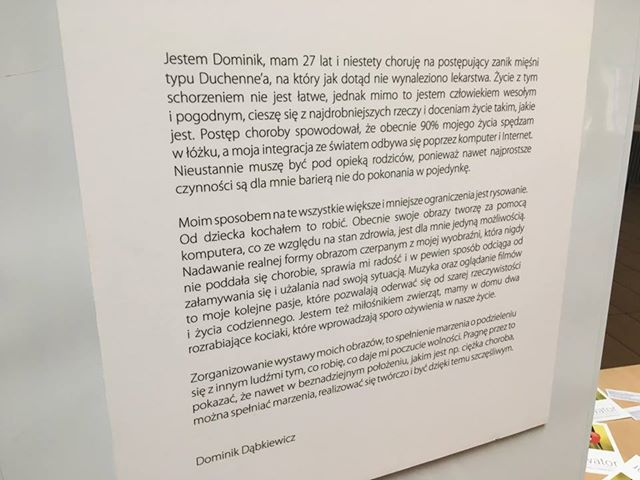 Jestem Dominik, mam 27 lat i niestety choruję na postępujący zanik mięśni
typu Duchenne'a, na który jak dotąd nie wynaleziono lekarstwa. Życie z tym
schorzeniem nie jest łatwe, jednak mimo to jestem człowiekiem wesołym
i pogodnym, cieszę się z najdrobniejszych rzeczy i doceniam życie takim, jakie
jest. Postęp choroby spowodował, że obecnie 90% mojego życia spędzam
w łóżku, a moja integracja ze światem odbywa się poprzez komputer i Internet.
Nieustannie muszę być pod opieką rodziców, ponieważ nawet najprostsze
czynności są dla mnie barierą nie do pokonania w pojedynkę.
Moim sposobem na te wszystkie większe i mniejsze ograniczenia jest rysowanie.
Od dziecka kochałem to robić. Obecnie swoje obrazy tworzę za pomocą
komputera, co ze względu na stan zdrowia, jest dla mnie jedyną możliwością.
Nadawanie realnej formy obrazom czerpanym z mojej wyobraźni, która nigdy
nie poddała się chorobie, sprawia mi radość i w pewien sposób odciąga od
załamywania się i użalania nad swoją sytuacją. Muzyka oraz oglądanie filmów
to moje kolejne pasje, które pozwalają oderwać się od szarej rzeczywistości
i życia codziennego. Jestem też miłośnikiem zwierząt, mamy w domu dwa
rozrabiające kociaki, które wprowadzają sporo ożywienia w nasze życie.
Zorganizowanie wystawy moich obrazów, to spełnienie marzenia o podzieleniu
się z innym ludźmi tym, co robię, co daje mi poczucie wolności. Pragnę przez to
pokazać, że nawet w beznadziejnym położeniu, jakim jest np. ciężka choroba,
można spełniać marzenia, realizować się twórczo i być dzięki temu szczęśliwym.
Dominik Dąbkiewicz